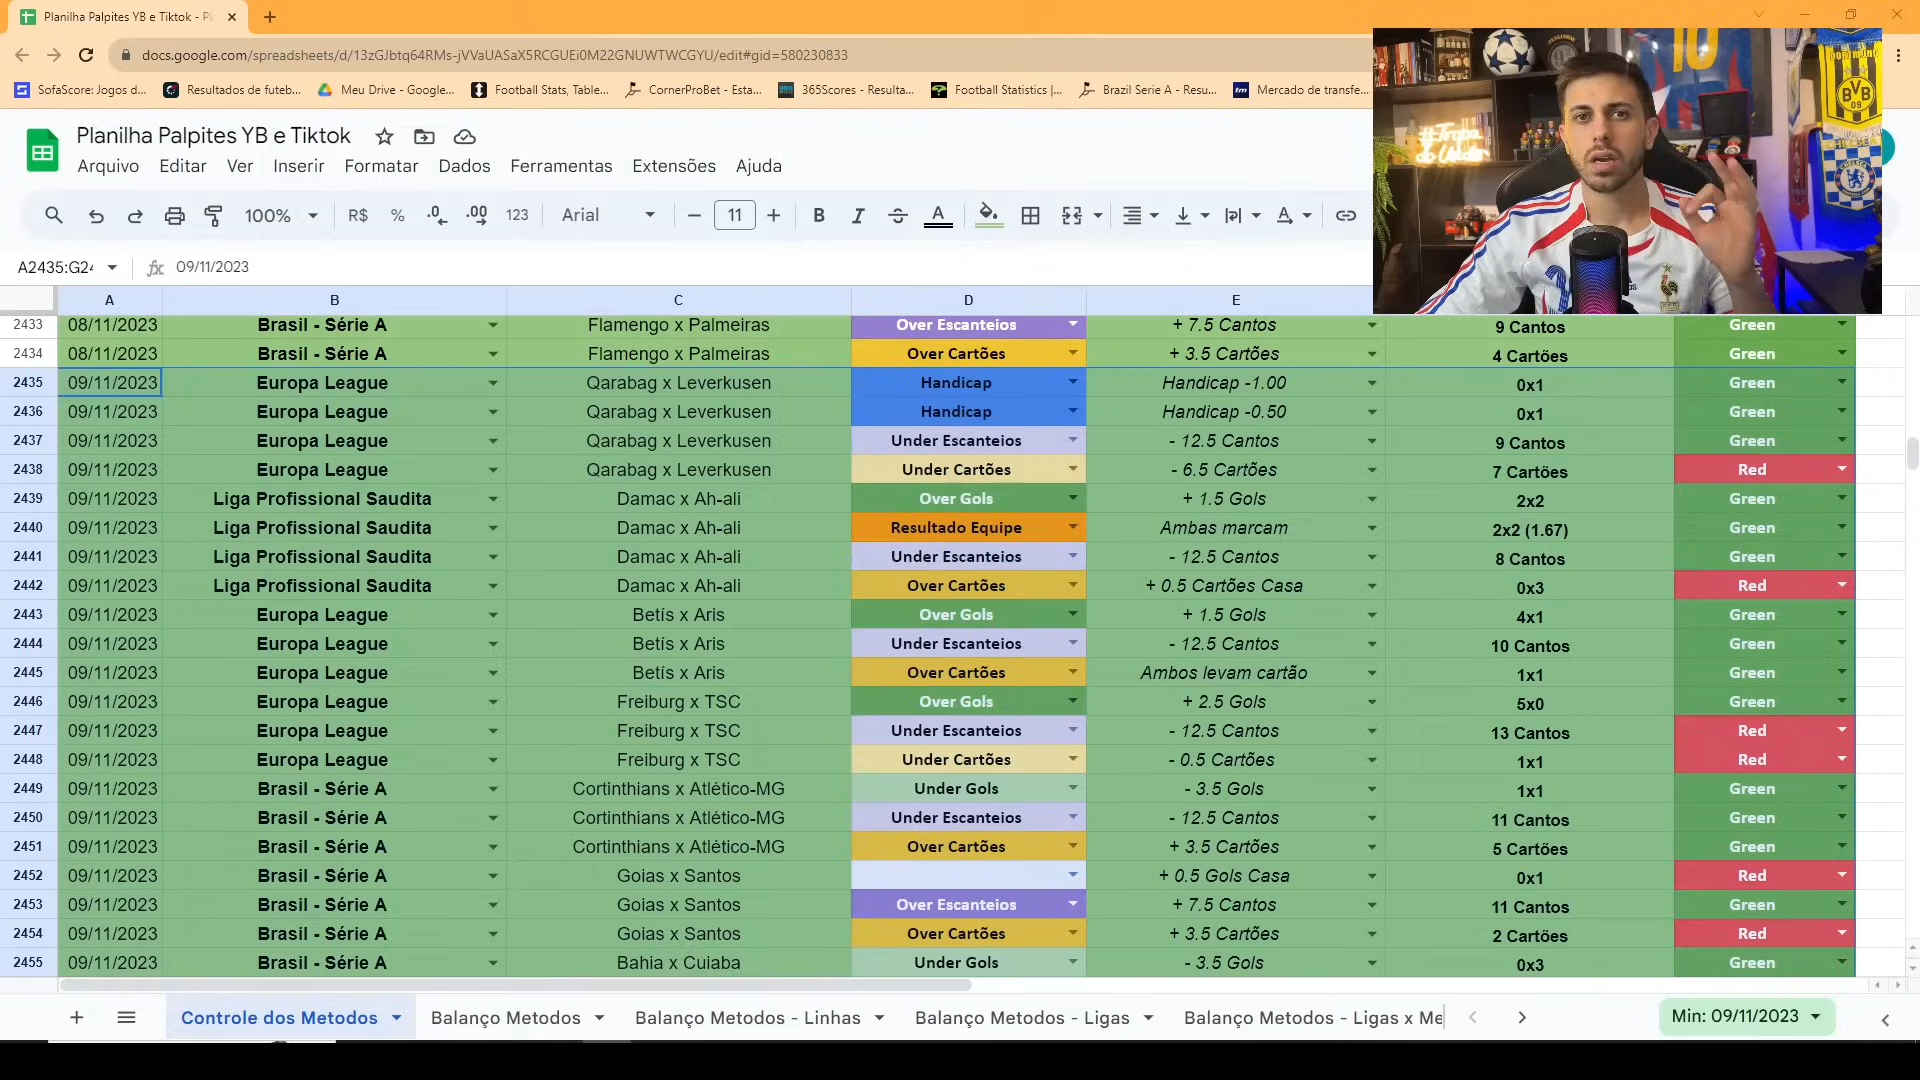 Planilha Palpites YB e Tiktok - Pl
docs.google.com/spreadsheets/d/13zGJbtq64RMs-jVVaUASaX5RCGUEi0M22GNUWTWCGYU/edit#gid=580230833
SofaScore: Jogos d... Resultados de futeb... Meu Drive - Google... Football Stats, Table... CornerProBet - Esta... 365Scores - Resulta... Football Statistics |... Brazil Serie A - Resu... Mercado de transfe...
Planilha Palpites YB e Tiktok
Arquivo Editar Ver Inserir Formatar Dados Ferramentas Extensões Ajuda
100% R$ % .0 .00 123 Arial 11 B I A
A2435:G24 fx 09/11/2023
A B C D E
2433 08/11/2023 Brasil - Série A Flamengo x Palmeiras Over Escanteios + 7.5 Cantos 9 Cantos Green
2434 08/11/2023 Brasil - Série A Flamengo x Palmeiras Over Cartões + 3.5 Cartões 4 Cartões Green
2435 09/11/2023 Europa League Qarabag x Leverkusen Handicap Handicap -1.00 0x1 Green
2436 09/11/2023 Europa League Qarabag x Leverkusen Handicap Handicap -0.50 0x1 Green
2437 09/11/2023 Europa League Qarabag x Leverkusen Under Escanteios - 12.5 Cantos 9 Cantos Green
2438 09/11/2023 Europa League Qarabag x Leverkusen Under Cartões - 6.5 Cartões 7 Cartões Red
2439 09/11/2023 Liga Profissional Saudita Damac x Ah-ali Over Gols + 1.5 Gols 2x2 Green
2440 09/11/2023 Liga Profissional Saudita Damac x Ah-ali Resultado Equipe Ambas marcam 2x2 (1.67) Green
2441 09/11/2023 Liga Profissional Saudita Damac x Ah-ali Under Escanteios - 12.5 Cantos 8 Cantos Green
2442 09/11/2023 Liga Profissional Saudita Damac x Ah-ali Over Cartões + 0.5 Cartões Casa 0x3 Red
2443 09/11/2023 Europa League Betís x Aris Over Gols + 1.5 Gols 4x1 Green
2444 09/11/2023 Europa League Betís x Aris Under Escanteios - 12.5 Cantos 10 Cantos Green
2445 09/11/2023 Europa League Betís x Aris Over Cartões Ambos levam cartão 1x1 Green
2446 09/11/2023 Europa League Freiburg x TSC Over Gols + 2.5 Gols 5x0 Green
2447 09/11/2023 Europa League Freiburg x TSC Under Escanteios - 12.5 Cantos 13 Cantos Red
2448 09/11/2023 Europa League Freiburg x TSC Under Cartões - 0.5 Cartões 1x1 Red
2449 09/11/2023 Brasil - Série A Cortinthians x Atlético-MG Under Gols - 3.5 Gols 1x1 Green
2450 09/11/2023 Brasil - Série A Cortinthians x Atlético-MG Under Escanteios - 12.5 Cantos 11 Cantos Green
2451 09/11/2023 Brasil - Série A Cortinthians x Atlético-MG Over Cartões + 3.5 Cartões 5 Cartões Green
2452 09/11/2023 Brasil - Série A Goias x Santos + 0.5 Gols Casa 0x1 Red
2453 09/11/2023 Brasil - Série A Goias x Santos Over Escanteios + 7.5 Cantos 11 Cantos Green
2454 09/11/2023 Brasil - Série A Goias x Santos Over Cartões + 3.5 Cartões 2 Cartões Red
2455 09/11/2023 Brasil - Série A Bahia x Cuiaba Under Gols - 3.5 Gols 0x3 Green
Controle dos Metodos Balanço Metodos Balanço Metodos - Linhas Balanço Metodos - Ligas Balanço Metodos - Ligas x Me Min: 09/11/2023
#Tropa
do
DORTMUND
BVB
09
CHELSEA
10